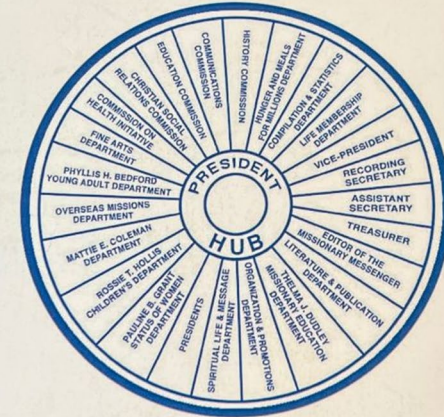 PRESIDENT
HUB
HISTORY COMMISSION
HUNGER AND MEALS
FOR MILLIONS DEPARTMENT
COMPILATION & STATISTICS
DEPARTMENT
LIFE MEMBERSHIP
DEPARTMENT
VICE-PRESIDENT
RECORDING
SECRETARY
ASSISTANT
SECRETARY
TREASURER
EDITOR OF THE
MISSIONARY MESSENGER
LITERATURE & PUBLICATION
DEPARTMENT
THELMA J. DUDLEY
MISSIONARY EDUCATION
DEPARTMENT
ORGANIZATION & PROMOTIONS
DEPARTMENT
SPIRITUAL LIFE & MESSAGE
DEPARTMENT
PRESIDENTS
PAULINE B. GRANT
STATUS OF WOMEN
DEPARTMENT
ROSSIE T. HOLLIS
CHILDREN'S DEPARTMENT
MATTIE E. COLEMAN
DEPARTMENT
OVERSEAS MISSIONS
DEPARTMENT
PHYLLIS H. BEDFORD
YOUNG ADULT DEPARTMENT
FINE ARTS
DEPARTMENT
COMMISSION ON
HEALTH INITIATIVE
CHRISTIAN SOCIAL
RELATIONS COMMISSION
EDUCATION COMMISSION
COMMUNICATIONS
COMMISSION